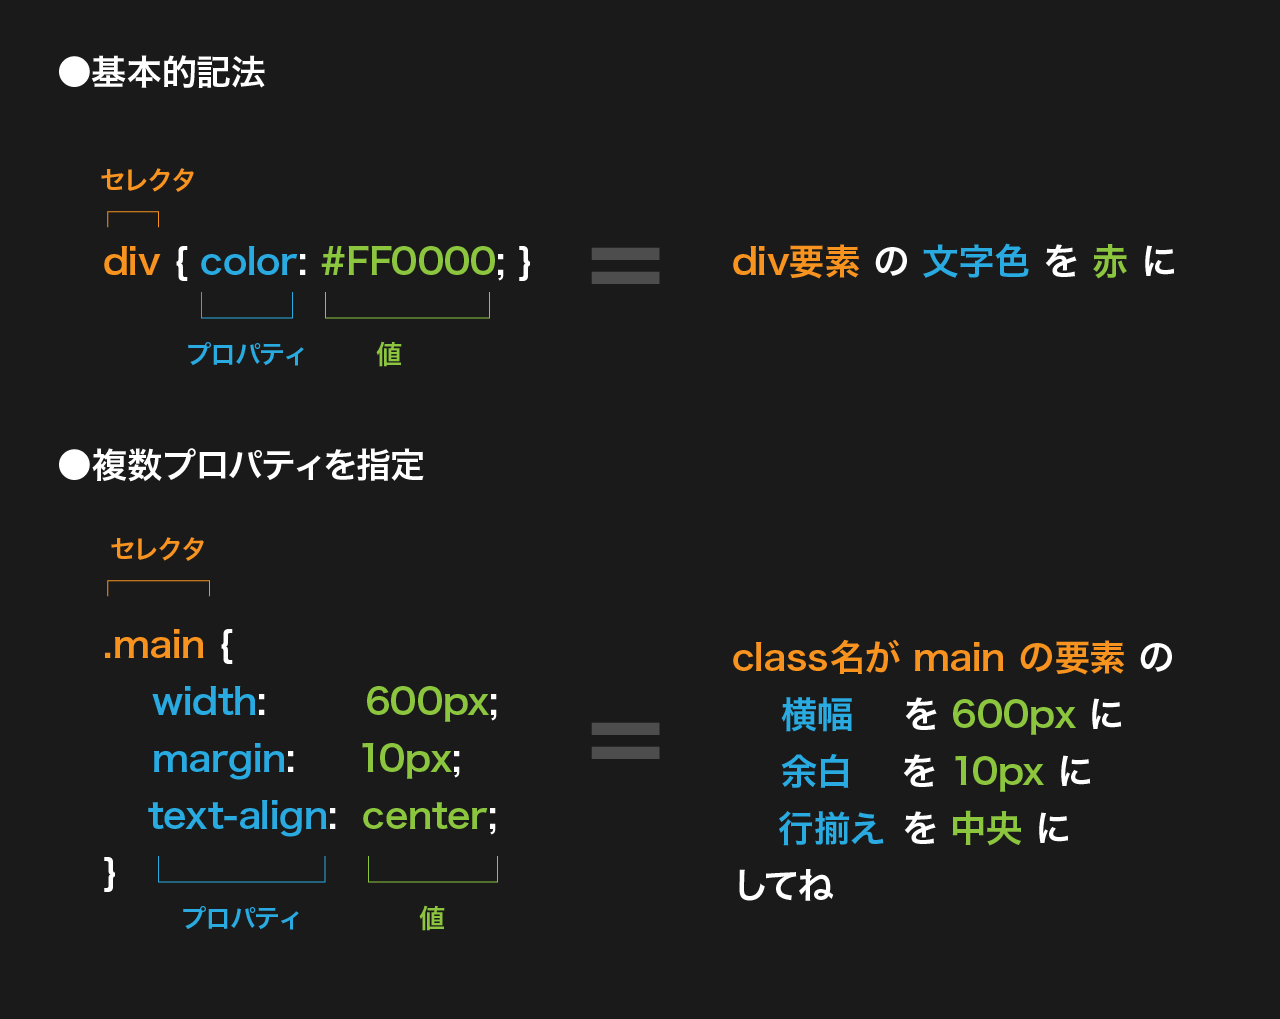 ●基本的記法
セレクタ
div { color: #FF0000; } = div要素 の 文字色 を 赤 に
プロパティ 値
●複数プロパティを指定
セレクタ
.main {
width: 600px;
margin: 10px;
text-align: center;
}
プロパティ 値
=
class名が main の要素 の
横幅 を 600px に
余白 を 10px に
行揃え を 中央 に
してね